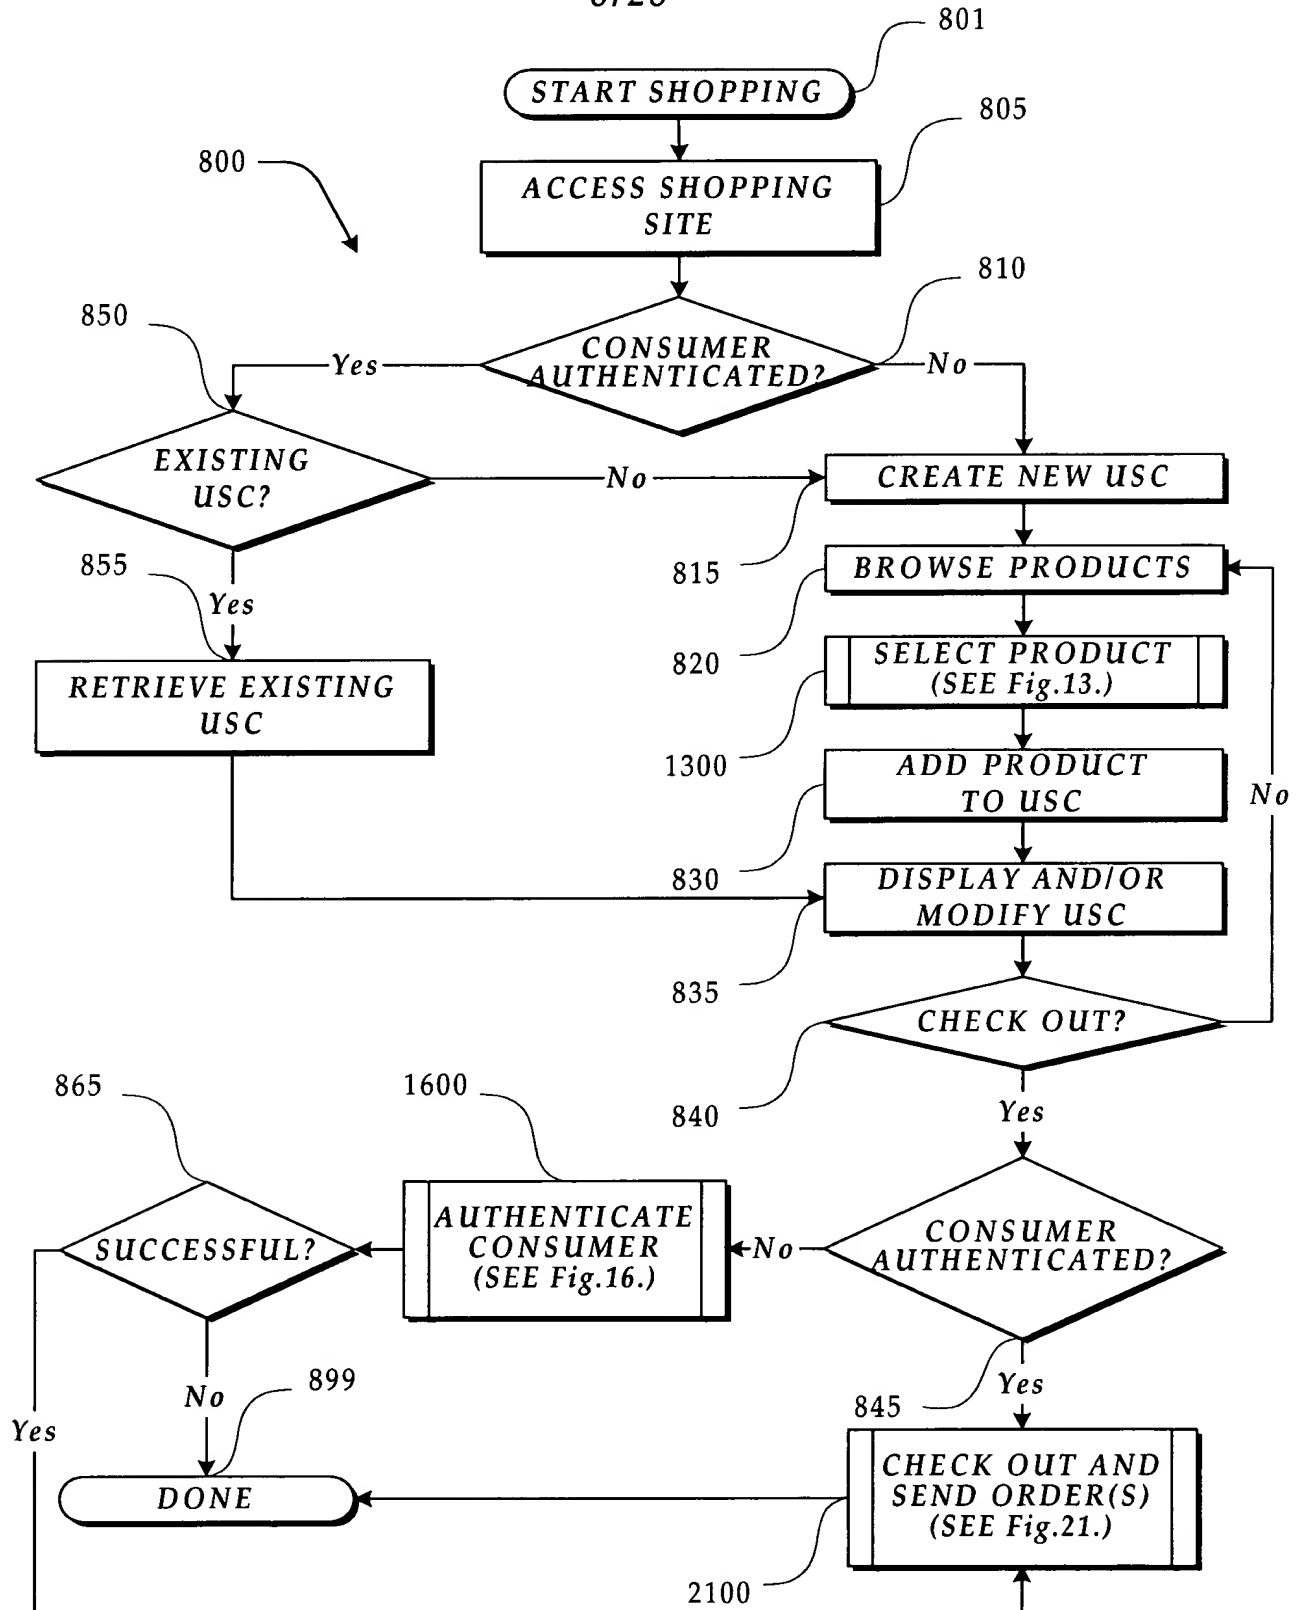 801
START SHOPPING
805
800
ACCESS SHOPPING
SITE
810
850
CONSUMER
AUTHENTICATED?
Yes
No
EXISTING
USC?
No
CREATE NEW USC
855
815
BROWSE PRODUCTS
Yes
820
SELECT PRODUCT
(SEE Fig.13.)
RETRIEVE EXISTING
USC
1300
ADD PRODUCT
TO USC
No
830
DISPLAY AND/OR
MODIFY USC
835
CHECK OUT?
865
1600
840
Yes
AUTHENTICATE
CONSUMER
(SEE Fig.16.)
SUCCESSFUL?
No
CONSUMER
AUTHENTICATED?
899
No
Yes
845
Yes
CHECK OUT AND
SEND ORDER(S)
(SEE Fig.21.)
DONE
2100